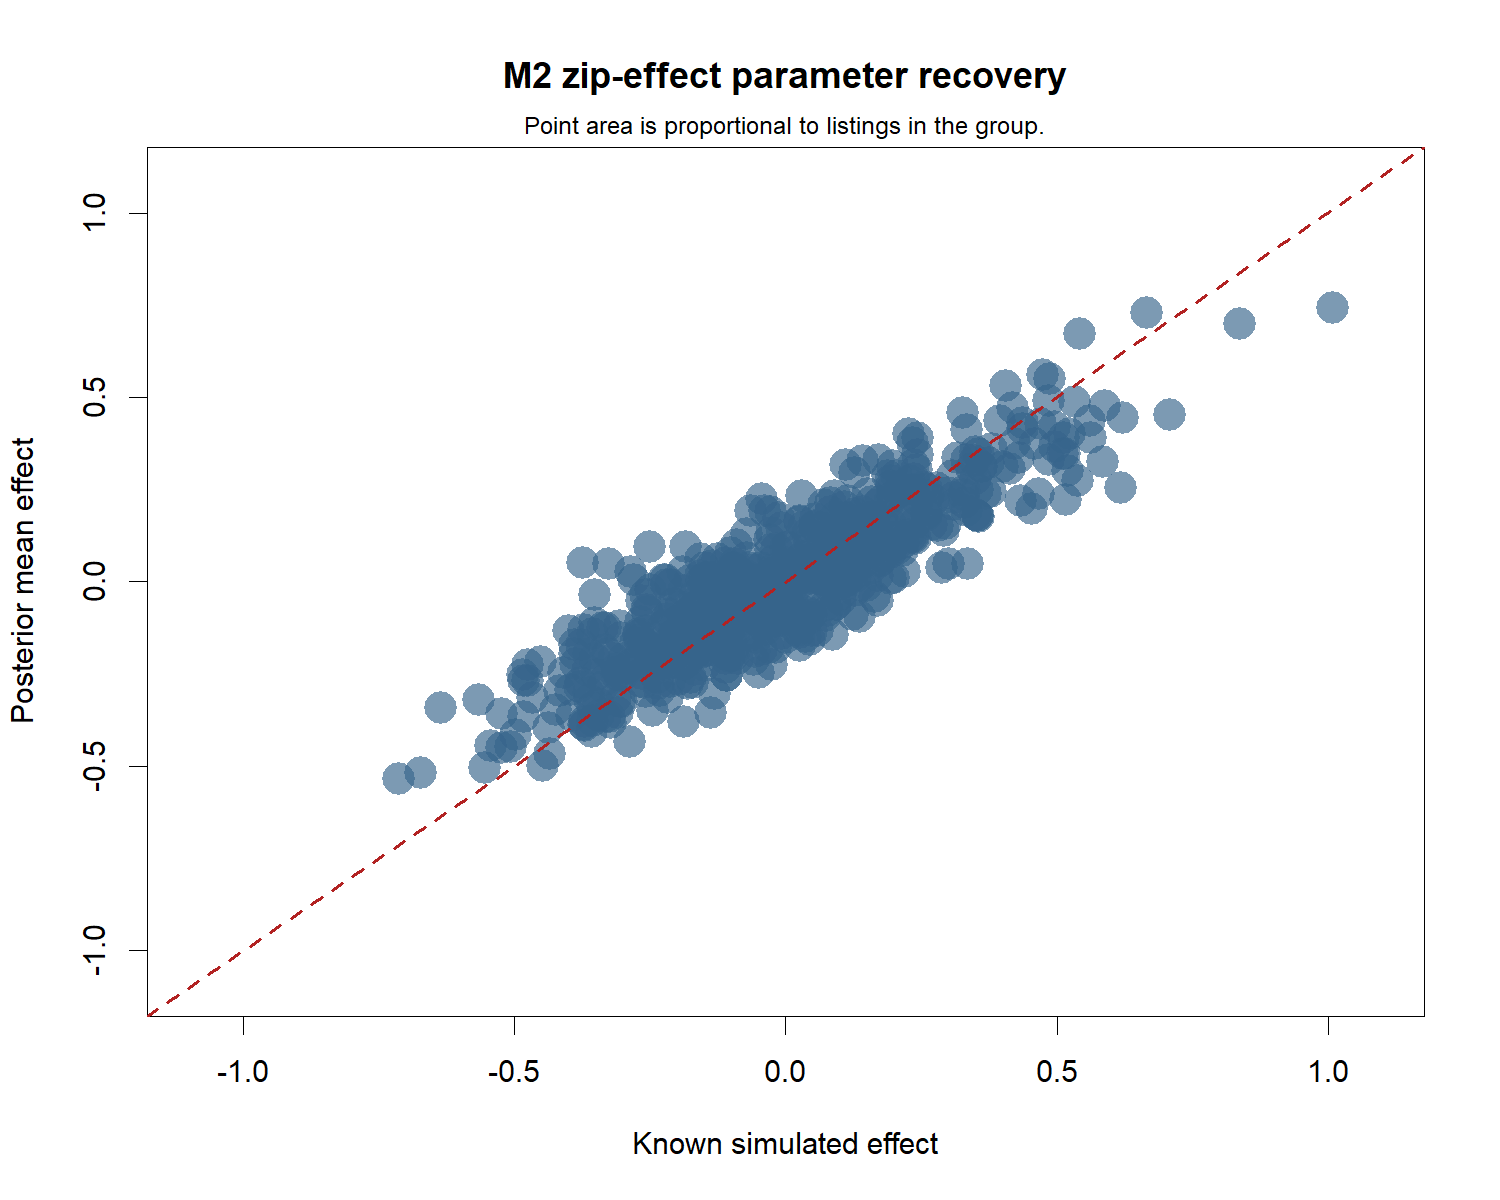 M2 zip-effect parameter recovery
Point area is proportional to listings in the group.
Posterior mean effect
1.0
0.5
0.0
-0.5
-1.0
-1.0
-0.5
0.0
0.5
1.0
Known simulated effect